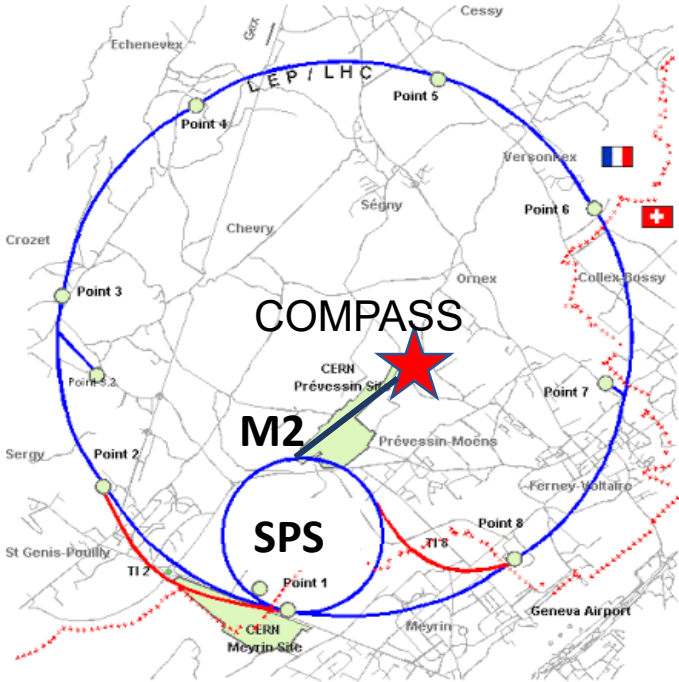 Cessy
Gex
Echenevex
LEP/LHC
Point 5
Point 4
Versonnex
Ségny
Point 6
Chevry
Crozet
Collex-Bossy
Ornex
Point 3
COMPASS
CERN
Prévessin Site
Point 3.2
Point 7
M2
Prévessin-Moëns
Point 2
Sergy
Ferney-Voltaire
SPS
Point 8
TI 8
St Genis-Pouilly
TI 2
Point 1
Geneva Airport
CERN
Meyrin Site
Meyrin